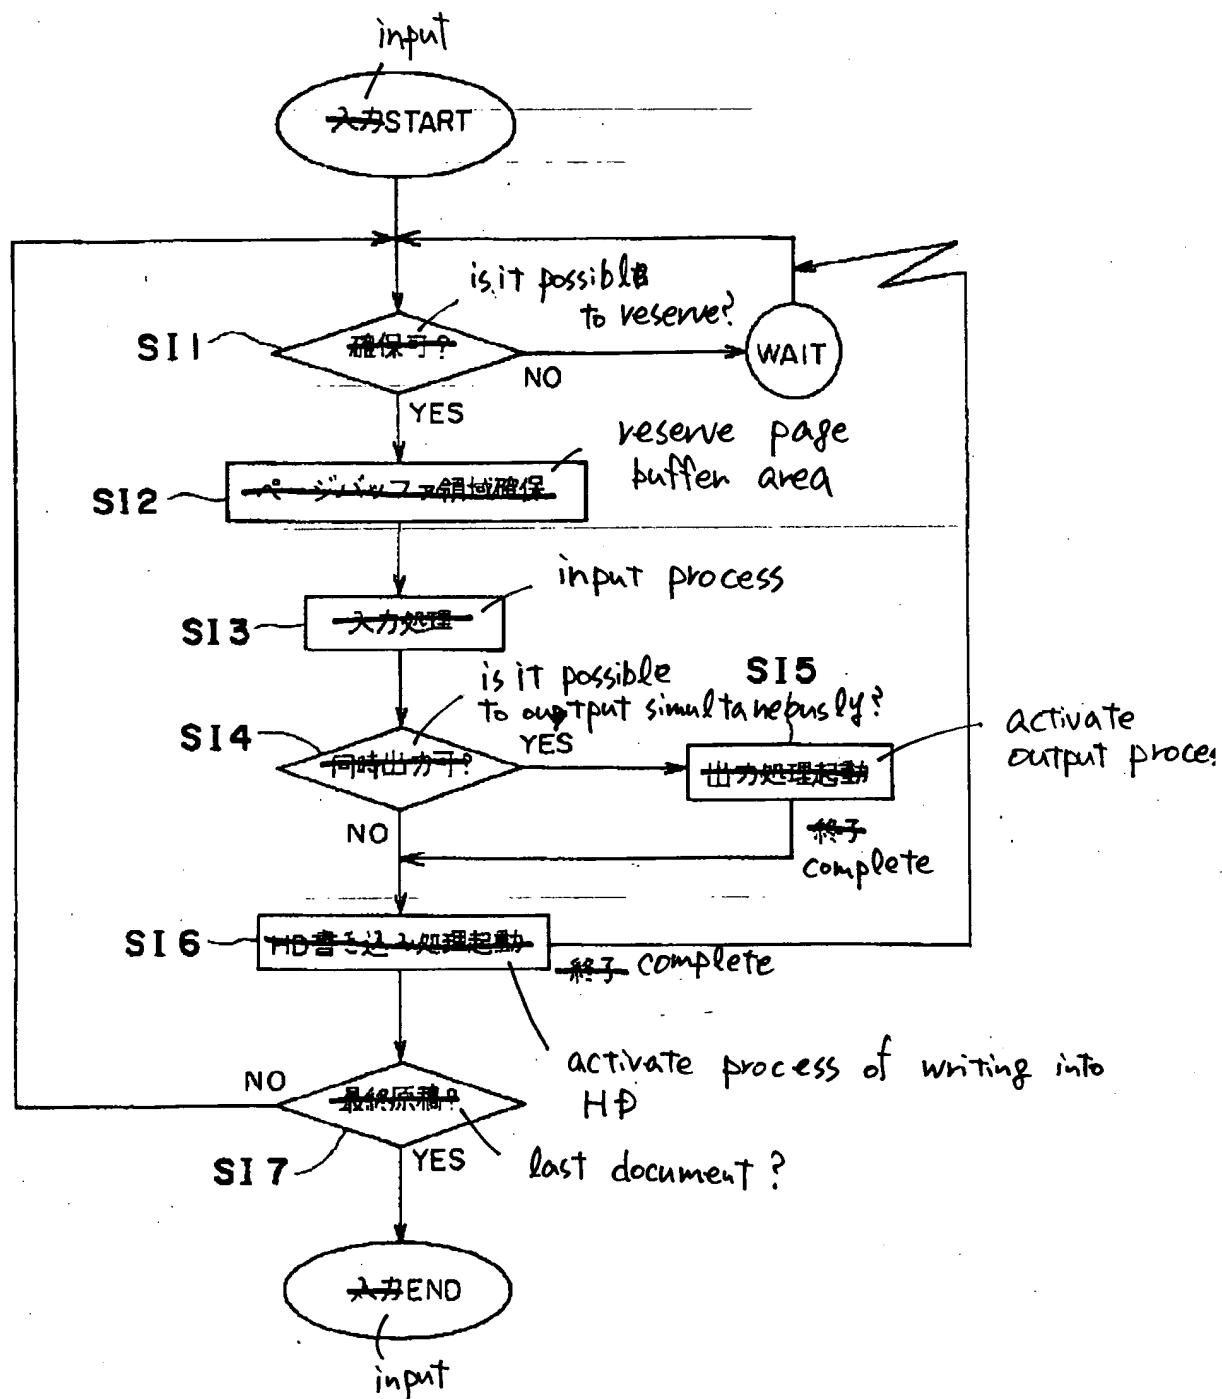 input
入力START
is it possible
to reserve?
SI1
確保可?
WAIT
NO
YES
reserve page
buffer area
SI2
ページバッファ領域確保
input process
SI3
入力処理
is it possible
to output simultanebusly?
SI5
SI4
同時出力可?
YES
出力処理起動
activate
output proces
NO
終了
complete
SI6
HD書き込み処理起動
終了 complete
activate process of writing into
HD
NO
最終原稿?
SI7
YES
last document?
入力END
input